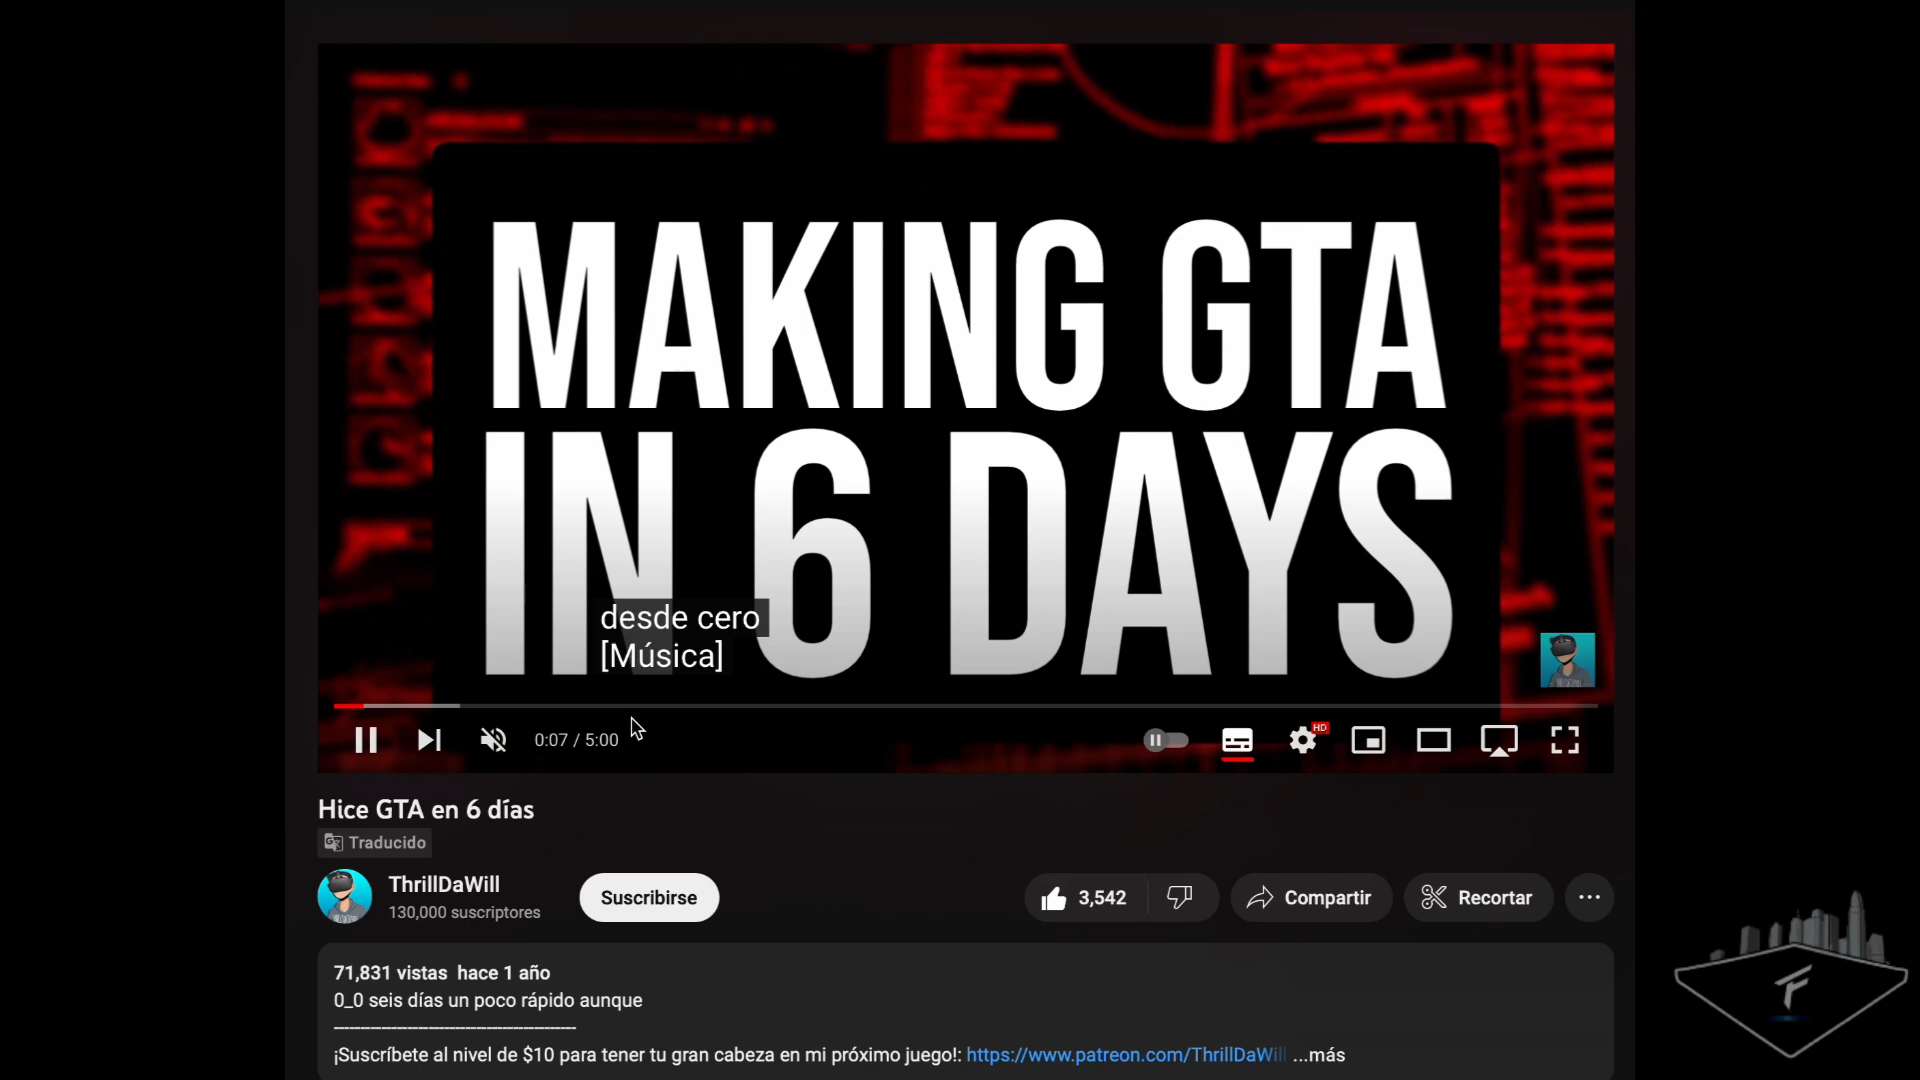 MAKING GTA
IN 6 DAYS
desde cero
[Música]
0:07 / 5:00
HD
Hice GTA en 6 días
Traducido
ThrillDaWill
130,000 suscriptores
Suscribirse
3,542
Compartir
Recortar
71,831 vistas hace 1 año
0_0 seis días un poco rápido aunque
---------------------------------------------
¡Suscríbete al nivel de $10 para tener tu gran cabeza en mi próximo juego!: https://www.patreon.com/ThrillDaWill ...más